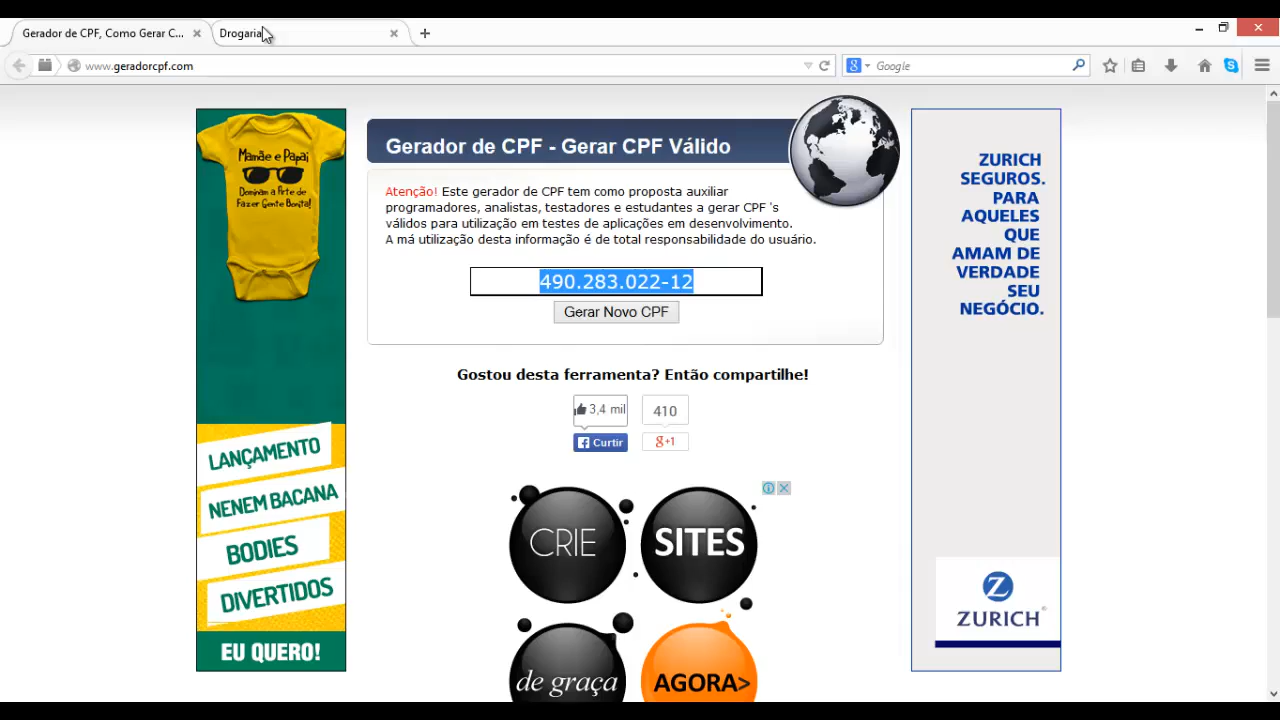 Gerador de CPF, Como Gerar C...
Drogaria
www.geradorcpf.com
Google
Mamãe e Papai
Dominam a Arte de
Fazer Gente Bonita!
LANÇAMENTO
NENEM BACANA
BODIES
DIVERTIDOS
EU QUERO!
Gerador de CPF - Gerar CPF Válido
Atenção! Este gerador de CPF tem como proposta auxiliar
programadores, analistas, testadores e estudantes a gerar CPF 's
válidos para utilização em testes de aplicações em desenvolvimento.
A má utilização desta informação é de total responsabilidade do usuário.
490.283.022-12
Gerar Novo CPF
Gostou desta ferramenta? Então compartilhe!
3,4 mil
410
Curtir
g+1
CRIE
SITES
de graça
AGORA>
ZURICH
SEGUROS.
PARA
AQUELES
QUE
AMAM DE
VERDADE
SEU
NEGÓCIO.
ZURICH